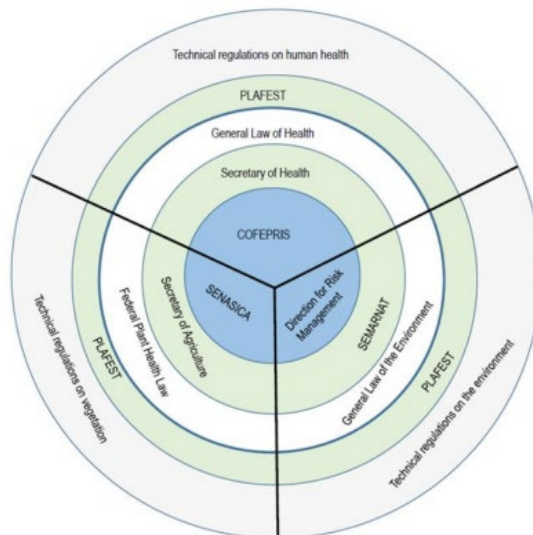 Technical regulations on human health
PLAFEST
General Law of Health
Secretary of Health
COFEPRIS
SENASICA
Secretary of Agriculture
Federal Plant Health Law
PLAFEST
Technical regulations on vegetation
Direction for Risk
Management
SEMARNAT
General Law of the Environment
PLAFEST
Technical regulations on the environment